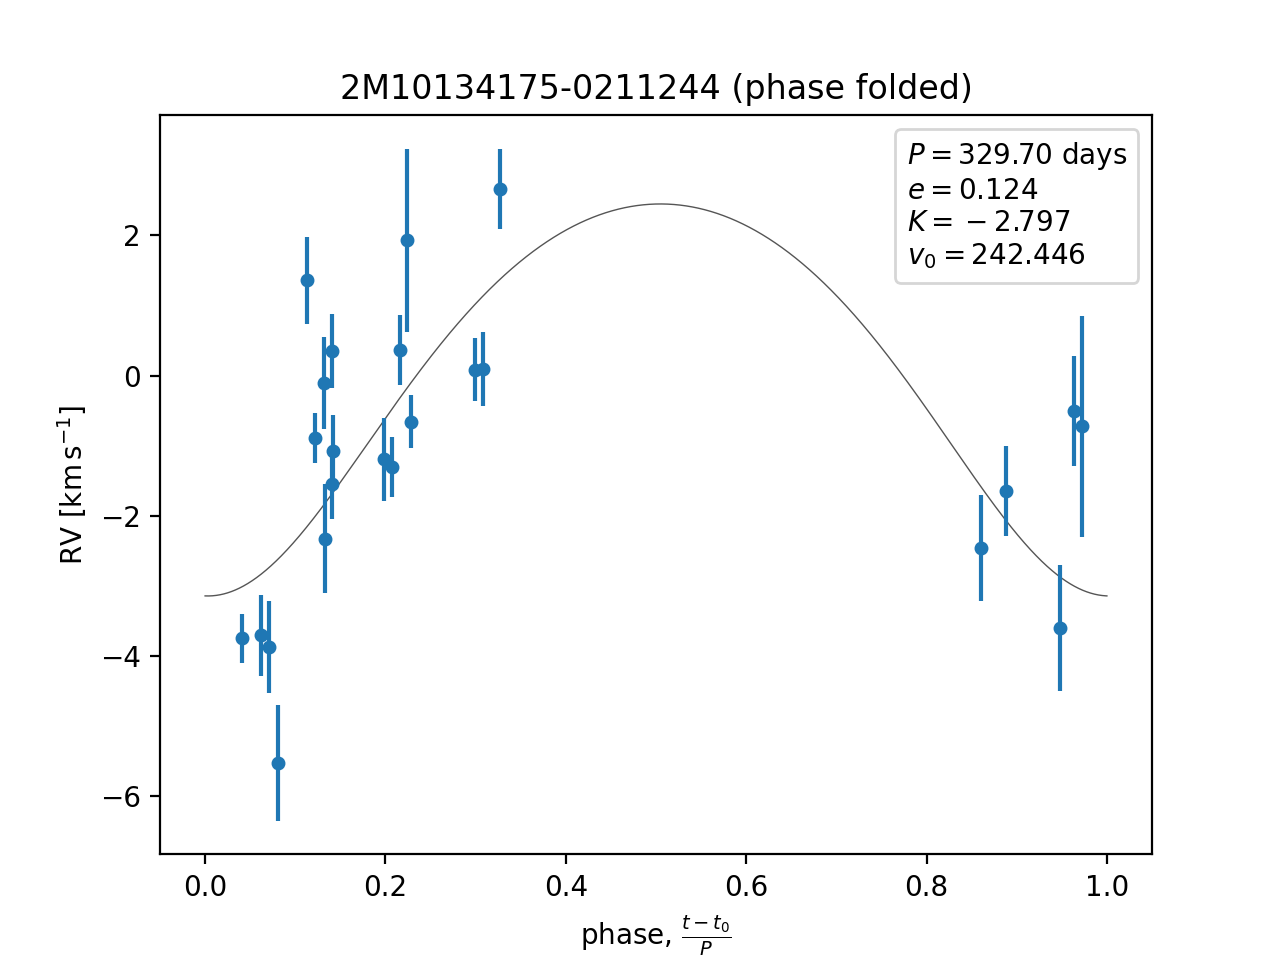 2M10134175-0211244 (phase folded)
P = 329.70 days
e = 0.124
K = −2.797
v₀ = 242.446
2
0
−2
−4
−6
RV [km s⁻¹]
0.0 0.2 0.4 0.6 0.8 1.0
phase, (t − t₀)/P